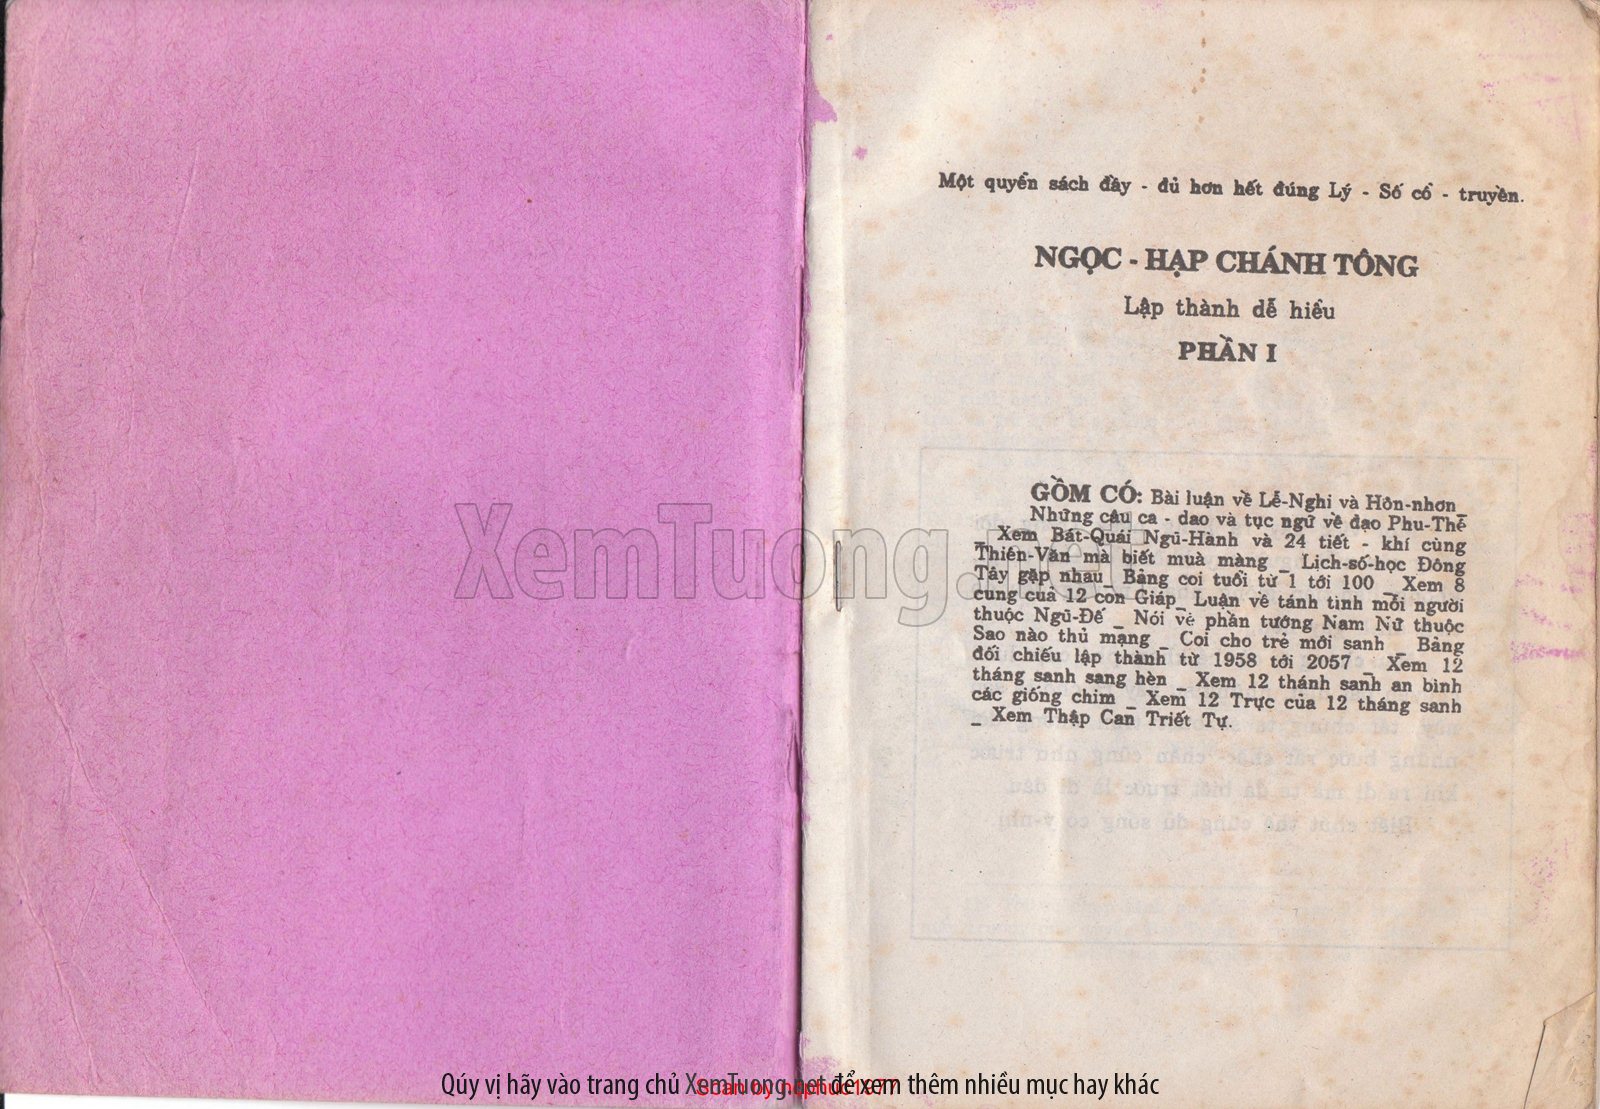 Một quyển sách đầy - đủ hơn hết đúng Lý - Số cổ - truyền.
NGỌC - HẠP CHÁNH TÔNG
Lập thành dễ hiểu
PHẦN I
GỒM CÓ: Bài luận về Lễ-Nghi và Hôn-nhơn_
Những câu ca - dao và tục ngữ về đạo Phu-Thê
_ Xem Bát-Quái Ngũ-Hành và 24 tiết - khí cùng
Thiên-Văn mà biết muà màng _ Lịch-số-học Đông
Tây gặp nhau_ Bảng coi tuổi từ 1 tới 100 _ Xem 8
cung của 12 con Giáp_ Luận về tánh tình mỗi người
thuộc Ngũ-Đế _ Nói về phần tướng Nam Nữ thuộc
Sao nào thủ mạng _ Coi cho trẻ mới sanh _ Bảng
đối chiếu lập thành từ 1958 tới 2057 _ Xem 12
tháng sanh sang hèn _ Xem 12 thánh sanh an bình
các giống chim _ Xem 12 Trực của 12 tháng sanh
_ Xem Thập Can Triết Tự.
XemTuong.net
Qúy vị hãy vào trang chủ XemTuong.net để xem thêm nhiều mục hay khác